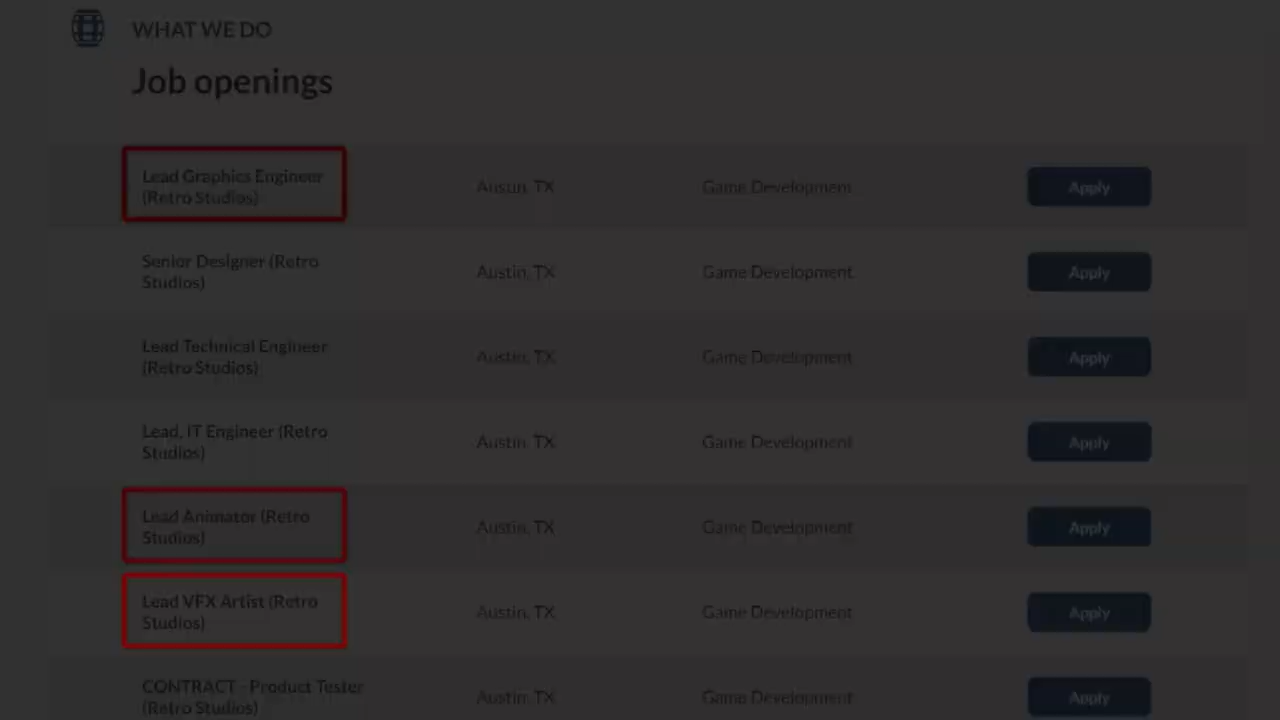 WHAT WE DO
Job openings
Lead Graphics Engineer
(Retro Studios)
Austin, TX
Game Development
Apply
Senior Designer (Retro
Studios)
Austin, TX
Game Development
Apply
Lead Technical Engineer
(Retro Studios)
Austin, TX
Game Development
Apply
Lead, IT Engineer (Retro
Studios)
Austin, TX
Game Development
Apply
Lead Animator (Retro
Studios)
Austin, TX
Game Development
Apply
Lead VFX Artist (Retro
Studios)
Austin, TX
Game Development
Apply
CONTRACT - Product Tester
(Retro Studios)
Austin, TX
Game Development
Apply